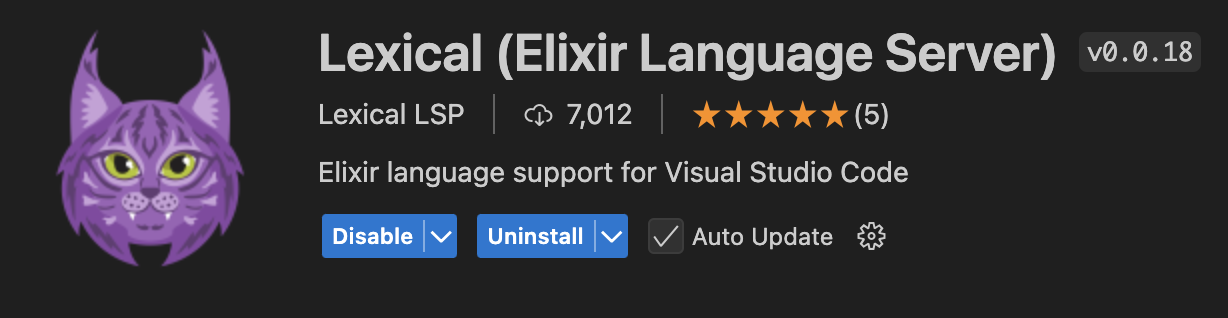 Lexical (Elixir Language Server) v0.0.18
Lexical LSP 7,012 (5)
Elixir language support for Visual Studio Code
Disable Uninstall Auto Update